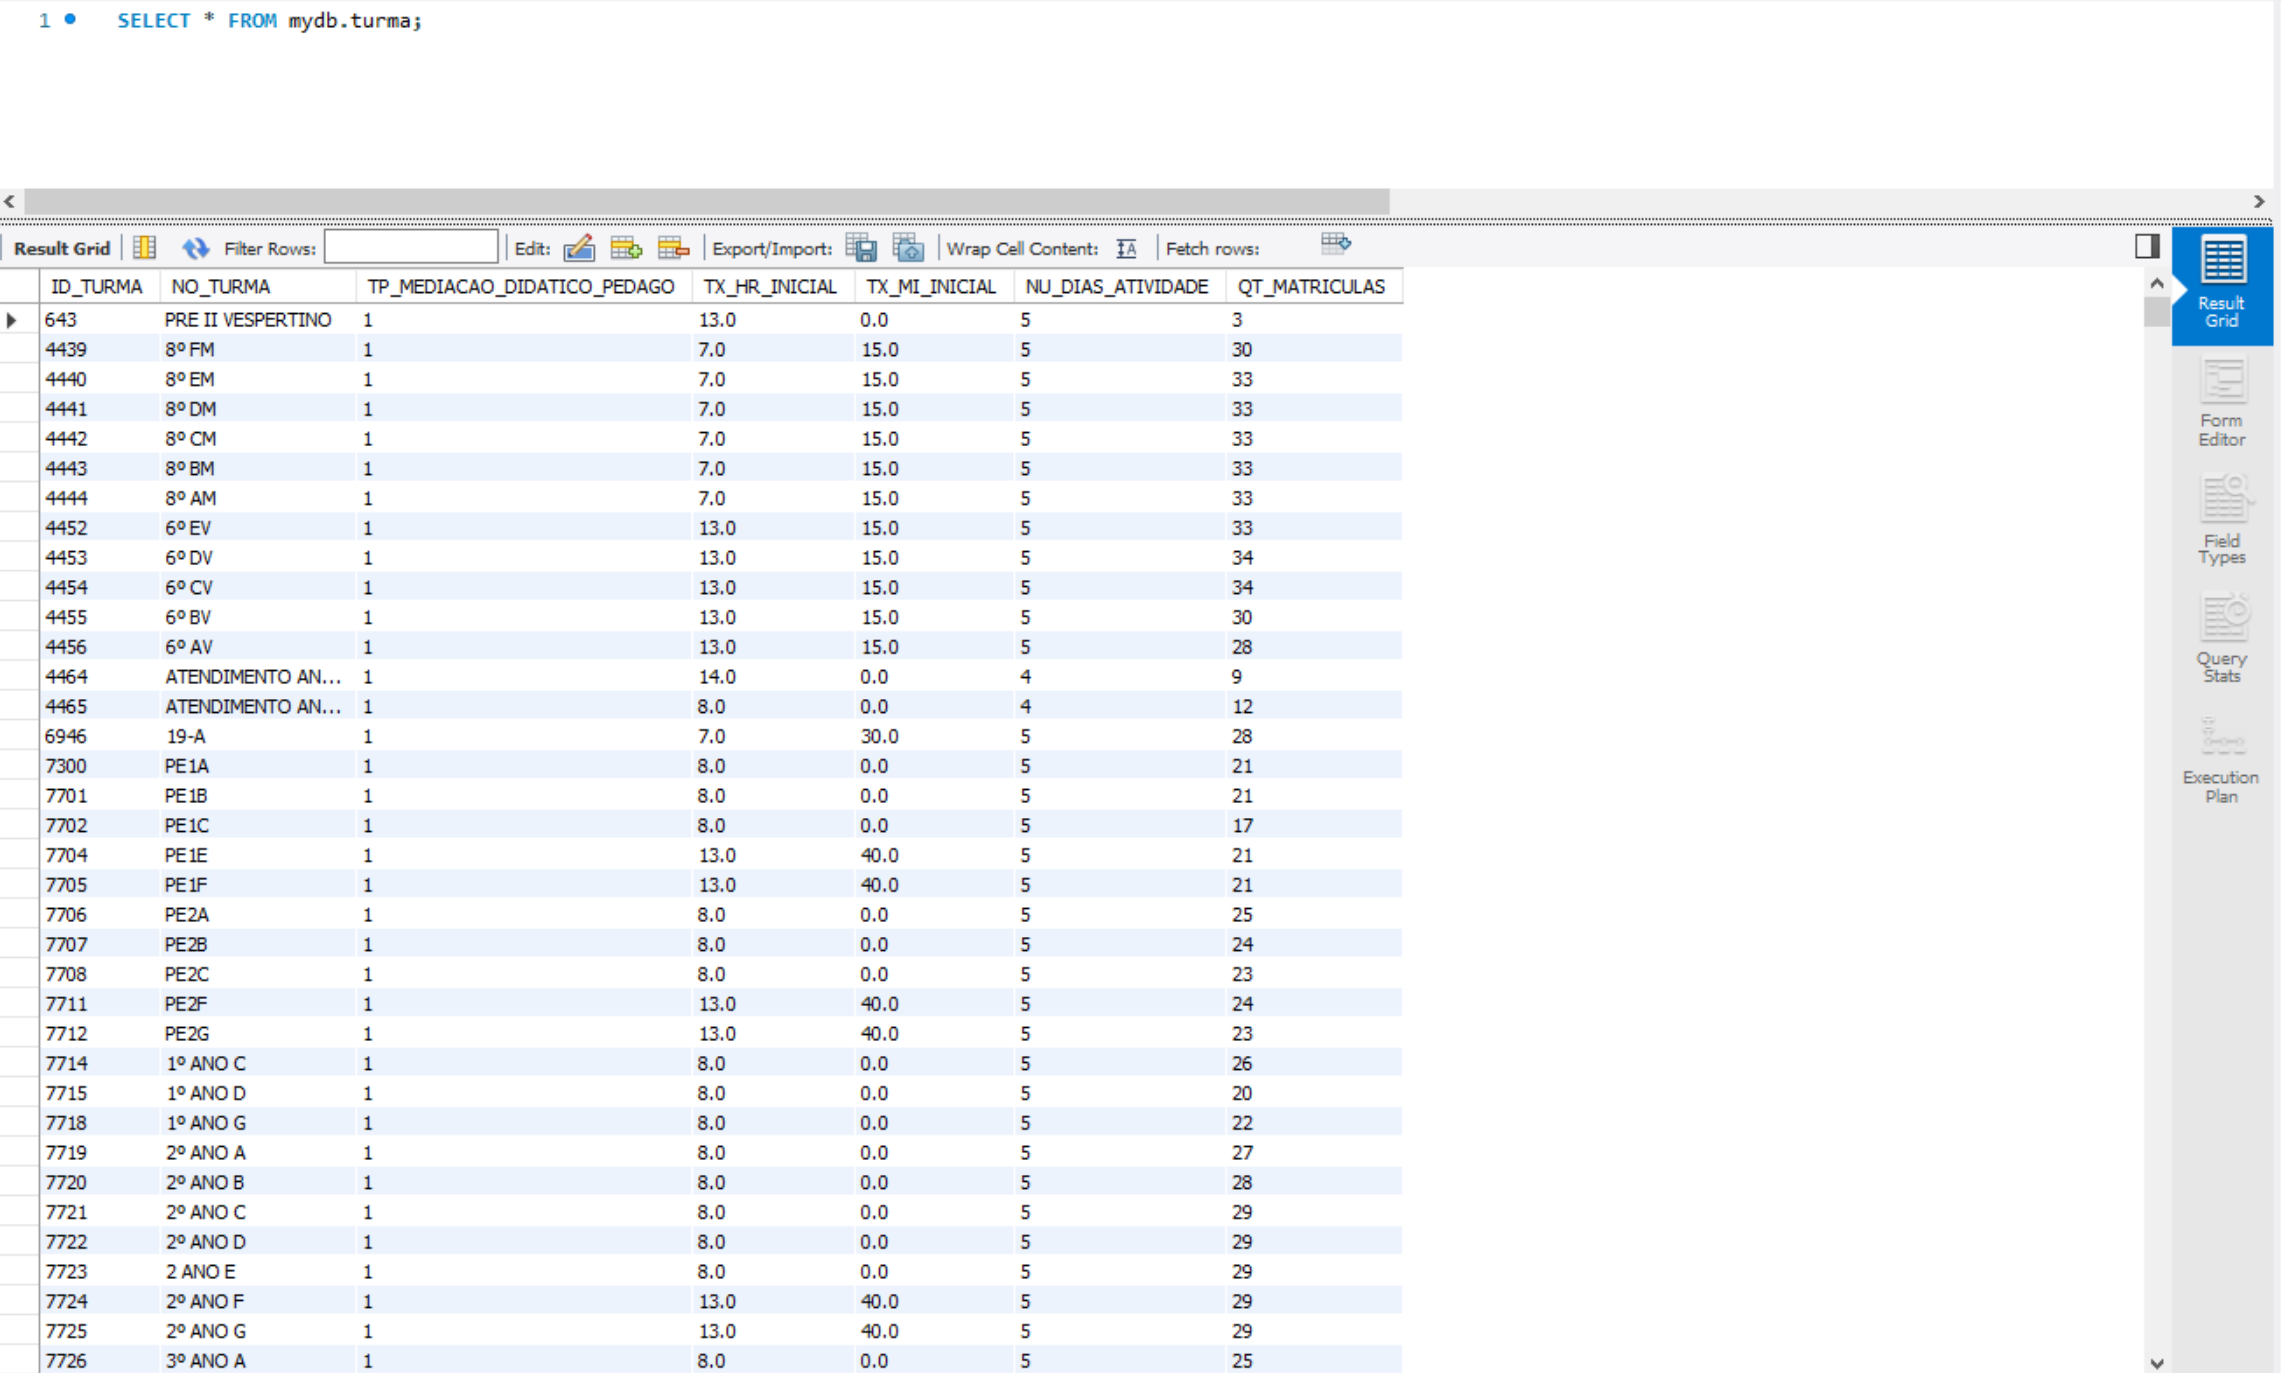 1 SELECT * FROM mydb.turma;
Result Grid Filter Rows: Edit: Export/Import: Wrap Cell Content: Fetch rows:
ID_TURMA NO_TURMA TP_MEDIACAO_DIDATICO_PEDAGO TX_HR_INICIAL TX_MI_INICIAL NU_DIAS_ATIVIDADE QT_MATRICULAS
643 PRE II VESPERTINO 1 13.0 0.0 5 3
4439 8º FM 1 7.0 15.0 5 30
4440 8º EM 1 7.0 15.0 5 33
4441 8º DM 1 7.0 15.0 5 33
4442 8º CM 1 7.0 15.0 5 33
4443 8º BM 1 7.0 15.0 5 33
4444 8º AM 1 7.0 15.0 5 33
4452 6º EV 1 13.0 15.0 5 33
4453 6º DV 1 13.0 15.0 5 34
4454 6º CV 1 13.0 15.0 5 34
4455 6º BV 1 13.0 15.0 5 30
4456 6º AV 1 13.0 15.0 5 28
4464 ATENDIMENTO AN... 1 14.0 0.0 4 9
4465 ATENDIMENTO AN... 1 8.0 0.0 4 12
6946 19-A 1 7.0 30.0 5 28
7300 PE1A 1 8.0 0.0 5 21
7701 PE1B 1 8.0 0.0 5 21
7702 PE1C 1 8.0 0.0 5 17
7704 PE1E 1 13.0 40.0 5 21
7705 PE1F 1 13.0 40.0 5 21
7706 PE2A 1 8.0 0.0 5 25
7707 PE2B 1 8.0 0.0 5 24
7708 PE2C 1 8.0 0.0 5 23
7711 PE2F 1 13.0 40.0 5 24
7712 PE2G 1 13.0 40.0 5 23
7714 1º ANO C 1 8.0 0.0 5 26
7715 1º ANO D 1 8.0 0.0 5 20
7718 1º ANO G 1 8.0 0.0 5 22
7719 2º ANO A 1 8.0 0.0 5 27
7720 2º ANO B 1 8.0 0.0 5 28
7721 2º ANO C 1 8.0 0.0 5 29
7722 2º ANO D 1 8.0 0.0 5 29
7723 2 ANO E 1 8.0 0.0 5 29
7724 2º ANO F 1 13.0 40.0 5 29
7725 2º ANO G 1 13.0 40.0 5 29
7726 3º ANO A 1 8.0 0.0 5 25
Result
Grid
Form
Editor
Field
Types
Query
Stats
Execution
Plan